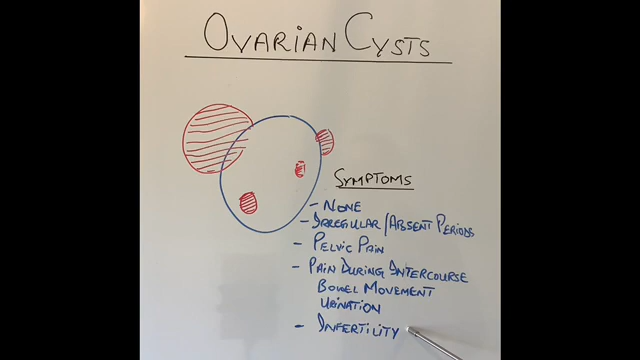 OVARIAN CYSTS
SYMPTOMS
- NONE
- IRREGULAR/ABSENT PERIODS
- PELVIC PAIN
- PAIN DURING INTERCOURSE
BOWEL MOVEMENT
URINATION
- INFERTILITY